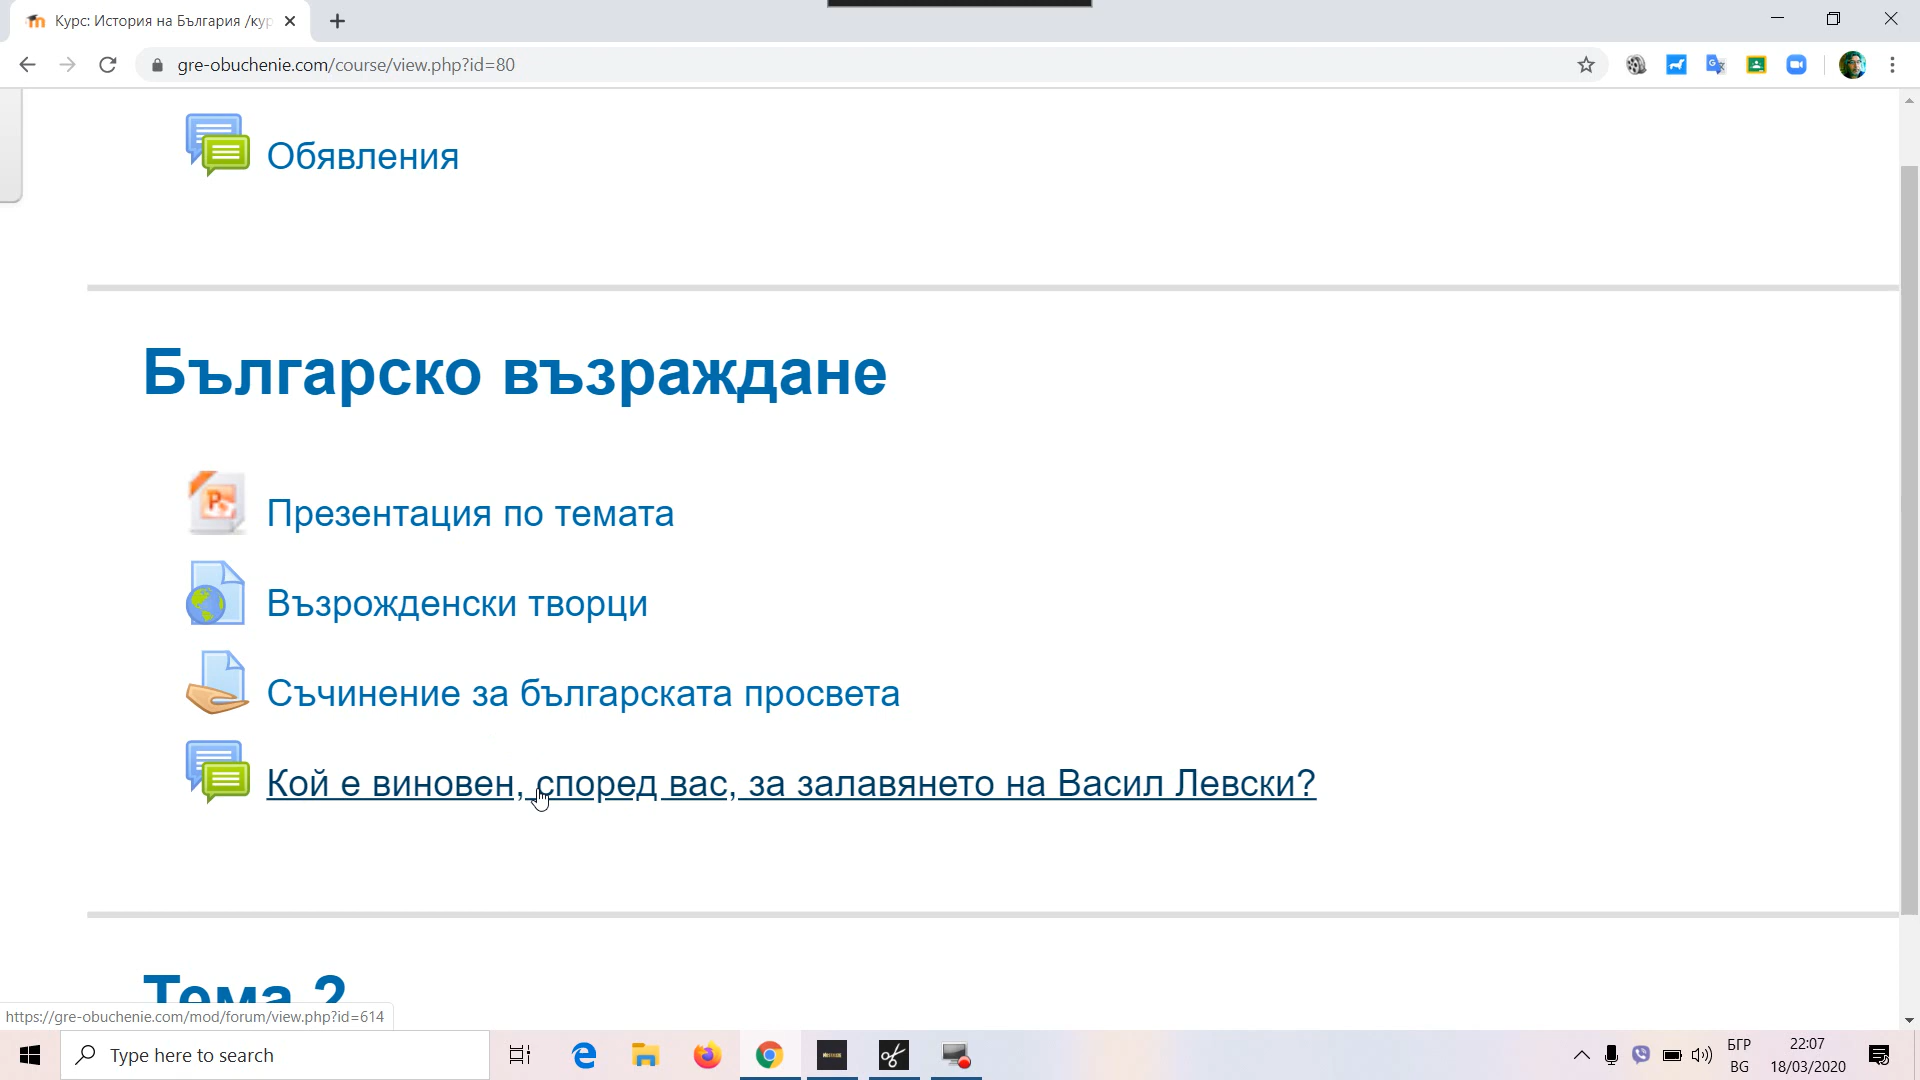 Курс: История на България /кур
gre-obuchenie.com/course/view.php?id=80
Обявления
Българско възраждане
Презентация по темата
Възрожденски творци
Съчинение за българската просвета
Кой е виновен, според вас, за залавянето на Васил Левски?
Тема 2
https://gre-obuchenie.com/mod/forum/view.php?id=614
Type here to search
БГР
BG
22:07
18/03/2020